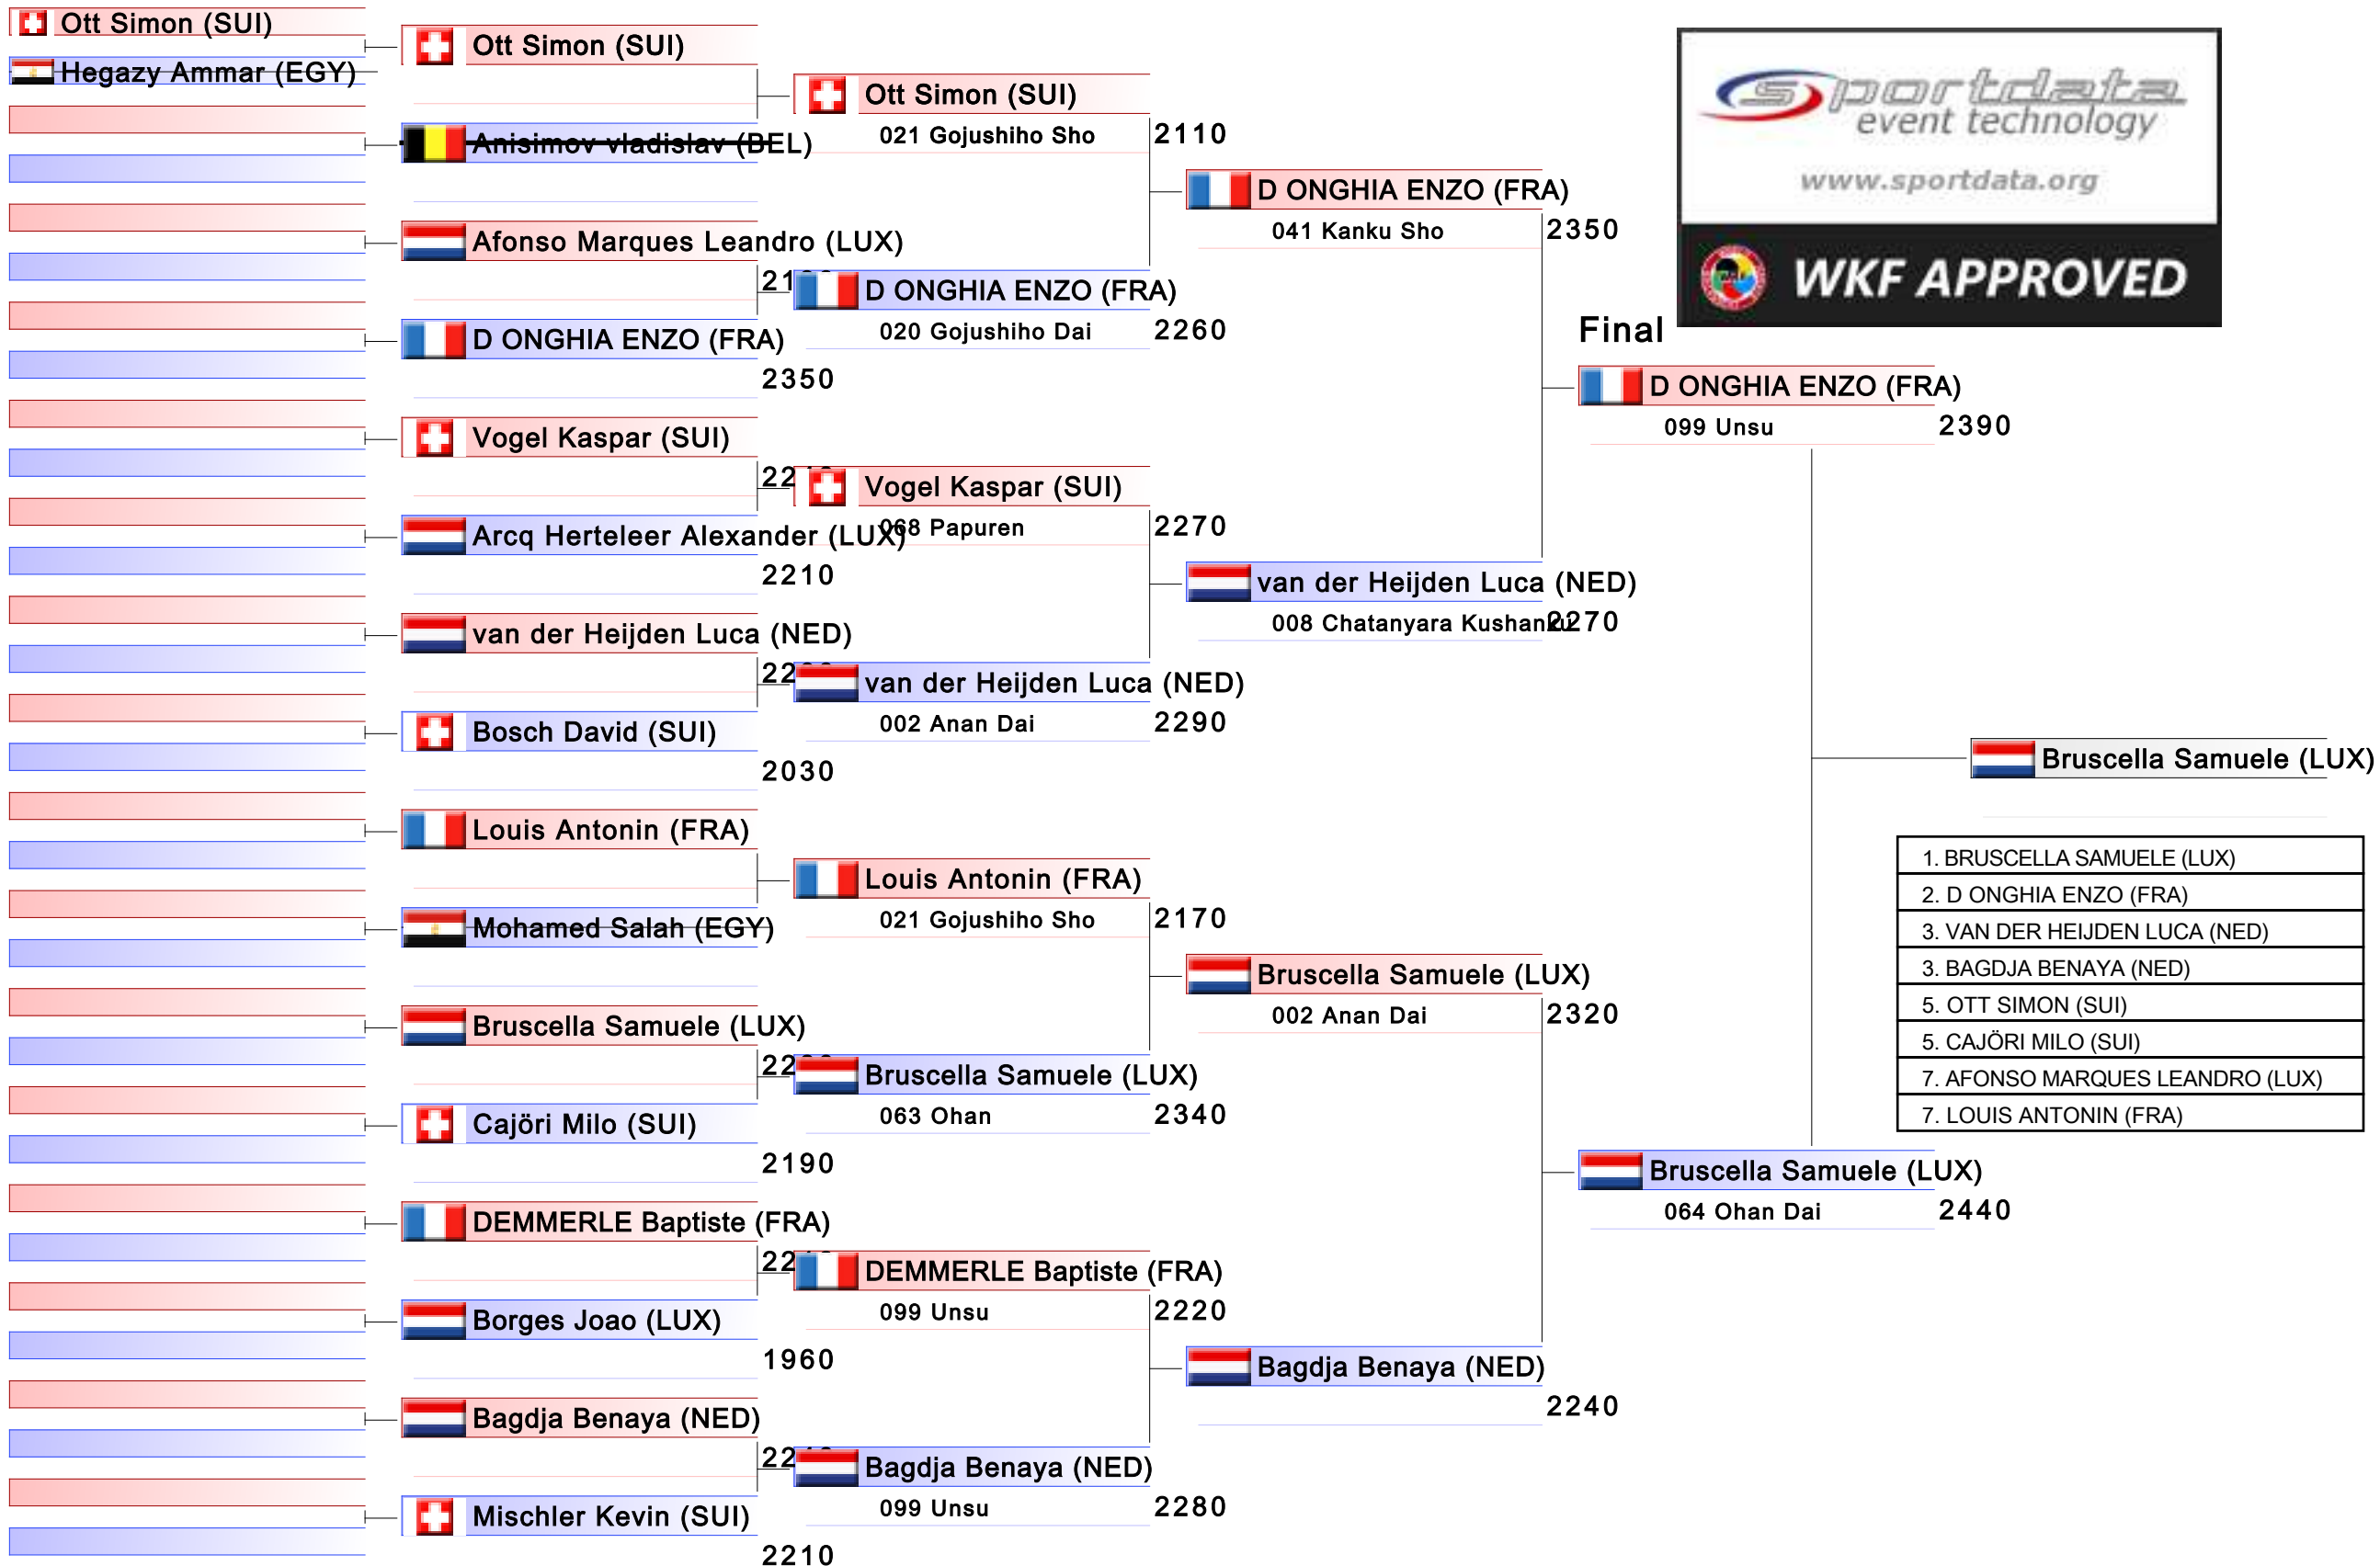 Ott Simon (SUI)
Hegazy Ammar (EGY)
Ott Simon (SUI)
Anisimov vladislav (BEL)
Afonso Marques Leandro (LUX)
D ONGHIA ENZO (FRA)
2350
Vogel Kaspar (SUI)
Arcq Herteleer Alexander (LUX)
2210
van der Heijden Luca (NED)
Bosch David (SUI)
2030
Louis Antonin (FRA)
Mohamed Salah (EGY)
Bruscella Samuele (LUX)
Cajöri Milo (SUI)
2190
DEMMERLE Baptiste (FRA)
Borges Joao (LUX)
1960
Bagdja Benaya (NED)
Mischler Kevin (SUI)
2210
Ott Simon (SUI)
021 Gojushiho Sho 2110
D ONGHIA ENZO (FRA)
020 Gojushiho Dai 2260
Vogel Kaspar (SUI)
068 Papuren 2270
van der Heijden Luca (NED)
002 Anan Dai 2290
Louis Antonin (FRA)
021 Gojushiho Sho 2170
Bruscella Samuele (LUX)
063 Ohan 2340
DEMMERLE Baptiste (FRA)
099 Unsu 2220
Bagdja Benaya (NED)
099 Unsu 2280
D ONGHIA ENZO (FRA)
041 Kanku Sho 2350
van der Heijden Luca (NED)
008 Chatanyara Kushanku 2270
Bruscella Samuele (LUX)
002 Anan Dai 2320
Bagdja Benaya (NED)
2240
Final
D ONGHIA ENZO (FRA)
099 Unsu 2390
Bruscella Samuele (LUX)
064 Ohan Dai 2440
Bruscella Samuele (LUX)
sportdata
event technology
www.sportdata.org
WKF APPROVED
1. BRUSCELLA SAMUELE (LUX)
2. D ONGHIA ENZO (FRA)
3. VAN DER HEIJDEN LUCA (NED)
3. BAGDJA BENAYA (NED)
5. OTT SIMON (SUI)
5. CAJÖRI MILO (SUI)
7. AFONSO MARQUES LEANDRO (LUX)
7. LOUIS ANTONIN (FRA)